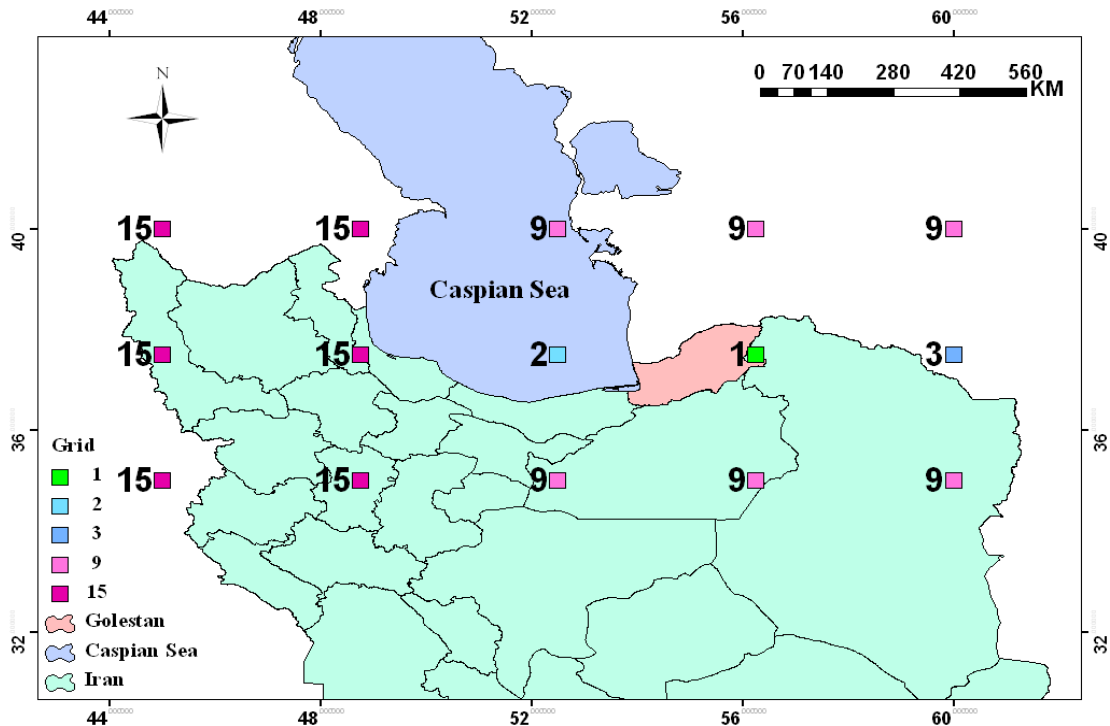 44 48 52 56 60
N
0 70 140 280 420 560
KM
40 15 15 9 9 9 40
Caspian Sea
15 15 2 1 3
36 36
Grid
15 15 9 9 9
1
2
3
9
15
Golestan
32 32
Caspian Sea
Iran
44 48 52 56 60